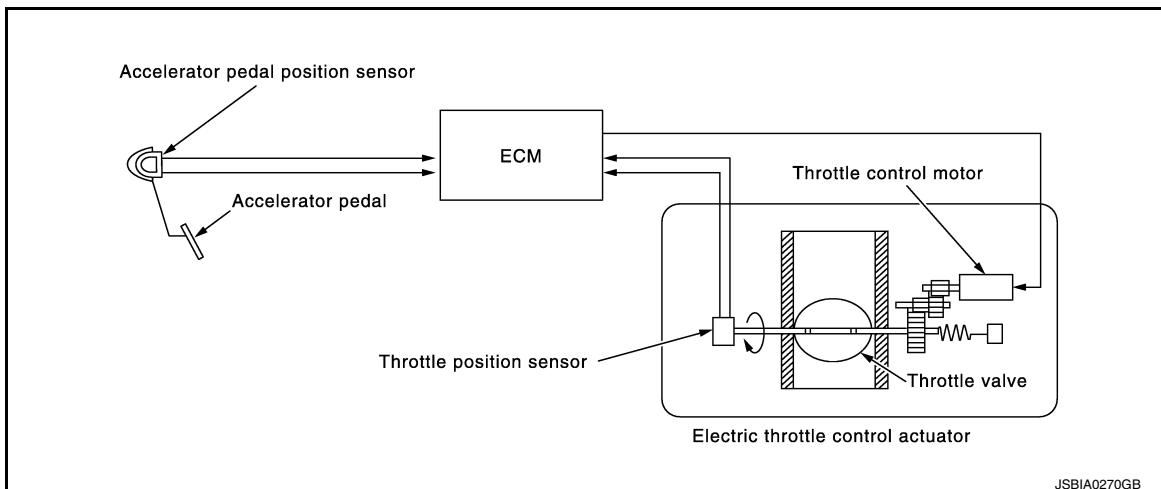 Accelerator pedal position sensor
ECM
Throttle control motor
Accelerator pedal
Throttle position sensor
Throttle valve
Electric throttle control actuator
JSBIA0270GB